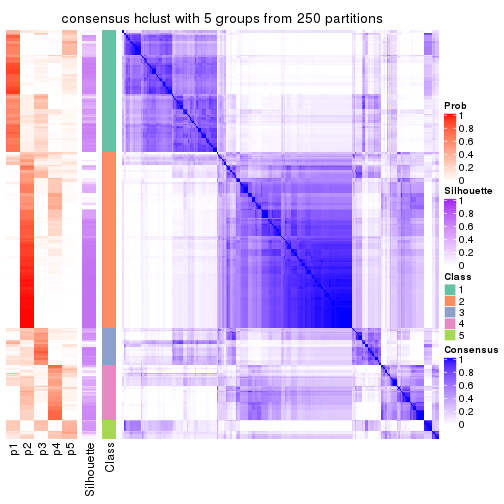 consensus hclust with 5 groups from 250 partitions
Prob
1
0.8
0.6
0.4
0.2
0
Silhouette
1
0.8
0.6
0.4
0.2
0
Class
1
2
3
4
5
Consensus
1
0.8
0.6
0.4
0.2
0
p1
p2
p3
p4
p5
Silhouette
Class